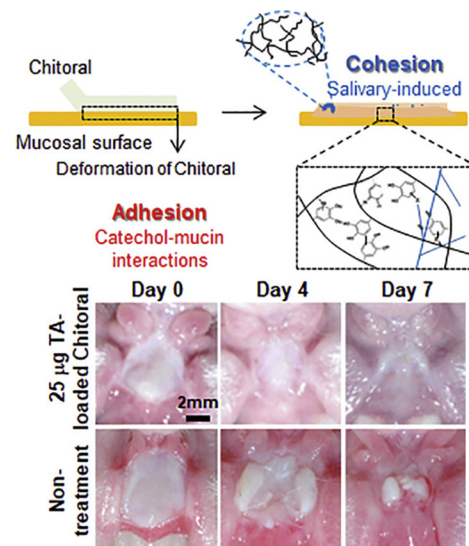 Chitoral
Cohesion
Salivary-induced
Mucosal surface
Deformation of Chitoral
Adhesion
Catechol-mucin
interactions
Day 0
Day 4
Day 7
25 µg TA-
loaded Chitoral
2mm
Non-
treatment